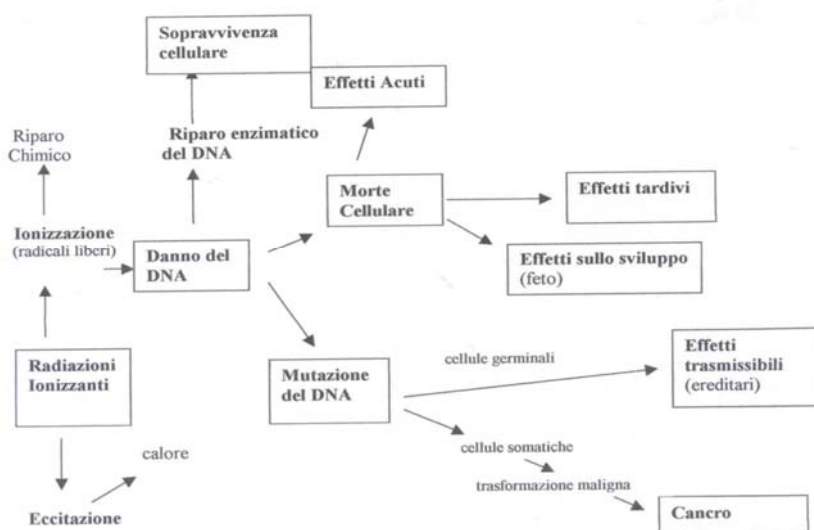 Sopravvivenza
cellulare
Effetti Acuti
Riparo
Chimico
Riparo enzimatico
del DNA
Morte
Cellulare
Effetti tardivi
Ionizzazione
(radicali liberi)
Danno del
DNA
Effetti sullo sviluppo
(feto)
Radiazioni
Ionizzanti
Mutazione
del DNA
cellule germinali
Effetti
trasmissibili
(ereditari)
calore
cellule somatiche
trasformazione maligna
Eccitazione
Cancro